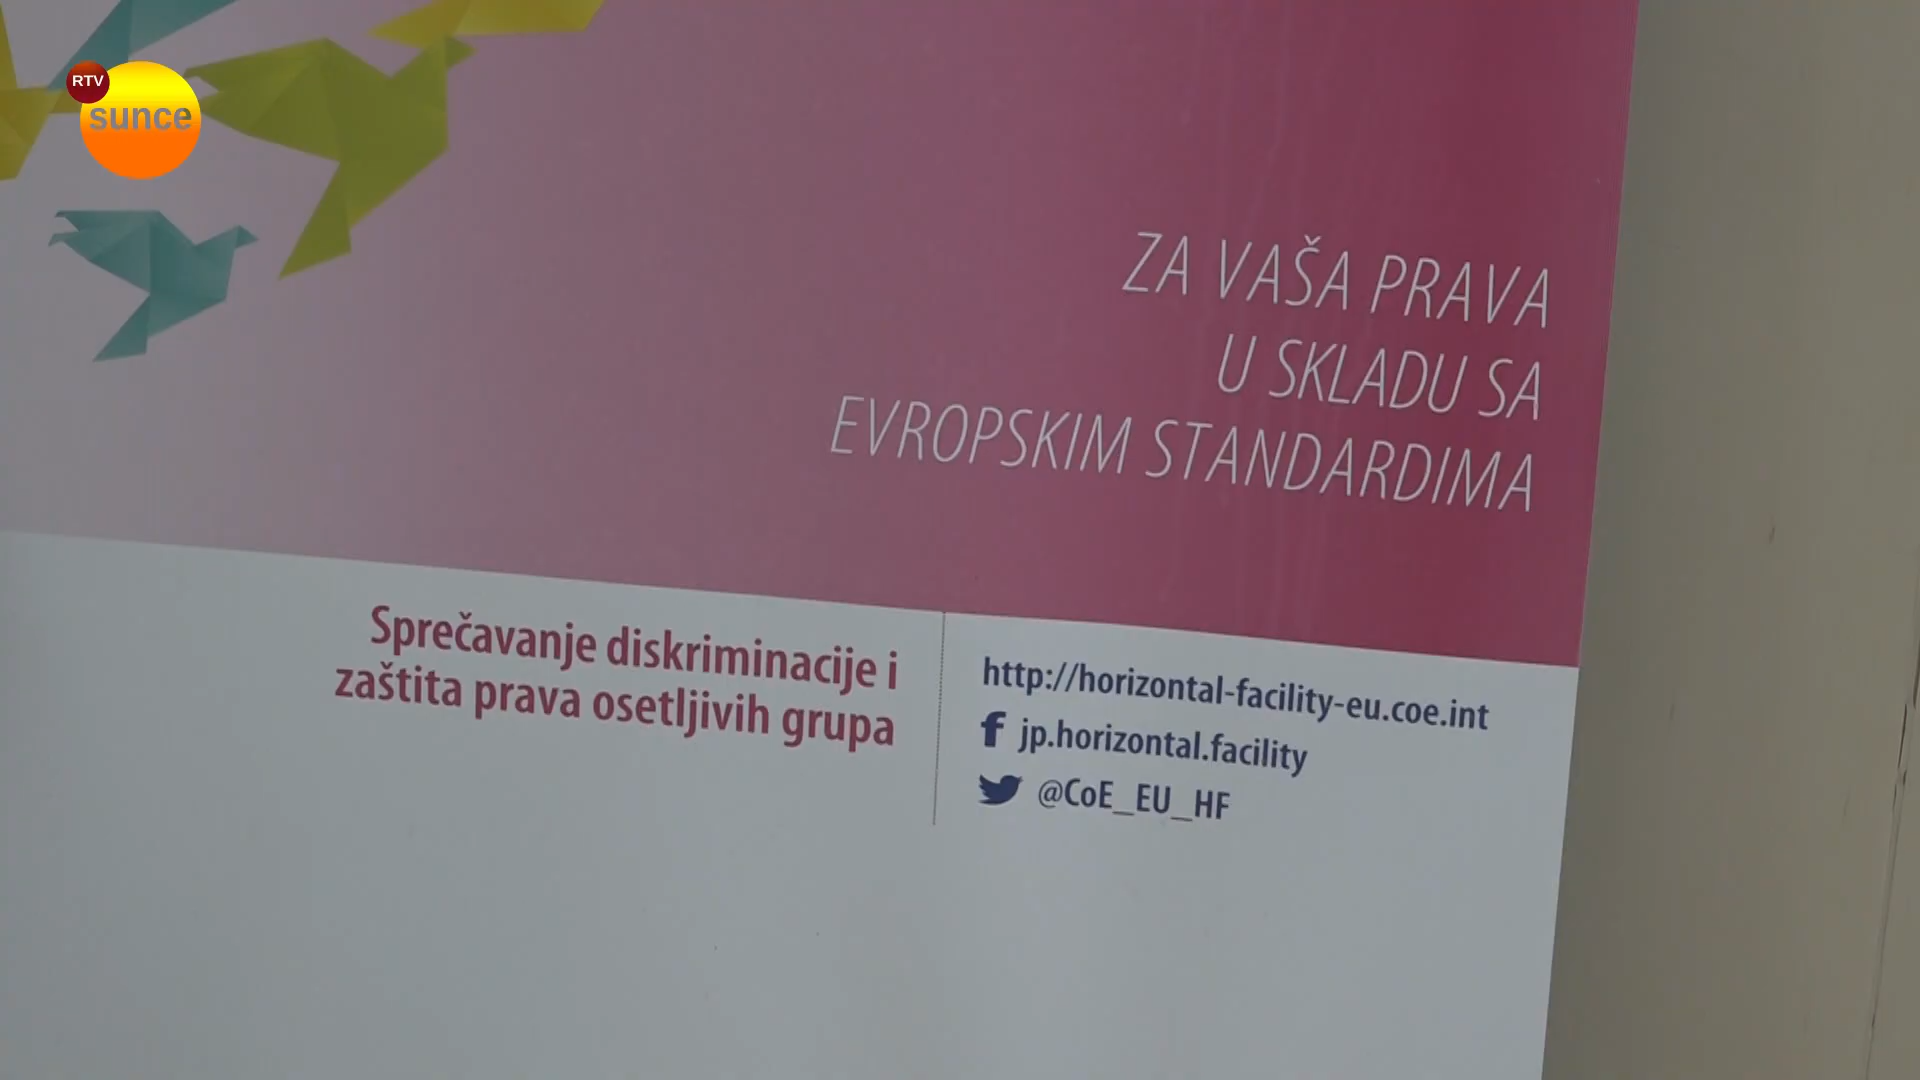 RTV
sunce
ZA VAŠA PRAVA
U SKLADU SA
EVROPSKIM STANDARDIMA
Sprečavanje diskriminacije i
zaštita prava osetljivih grupa
http://horizontal-facility-eu.coe.int
jp.horizontal.facility
@CoE_EU_HF